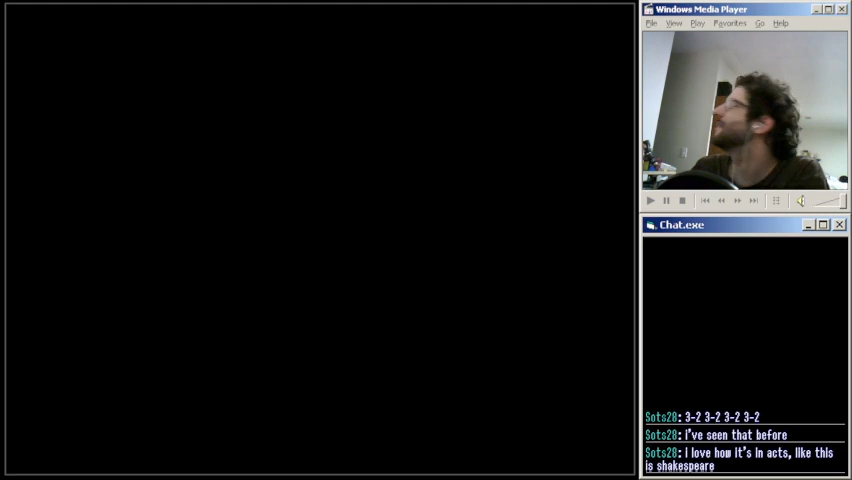 Windows Media Player
File View Play Favorites Go Help
Chat.exe
Sots28: 3-2 3-2 3-2 3-2
Sots28: i've seen that before
Sots28: i love how it's in acts, like this
is shakespeare